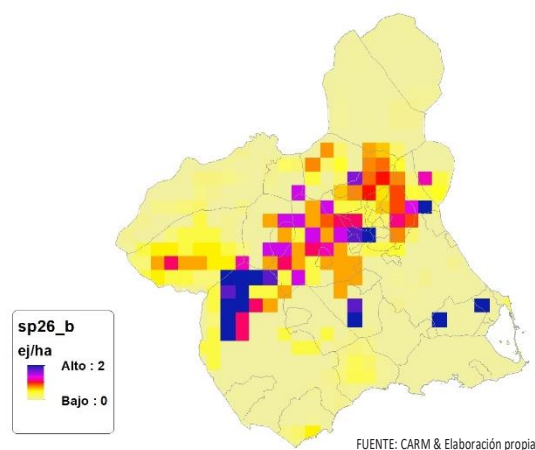 sp26_b
ej/ha
Alto : 2
Bajo : 0
FUENTE: CARM & Elaboración propia